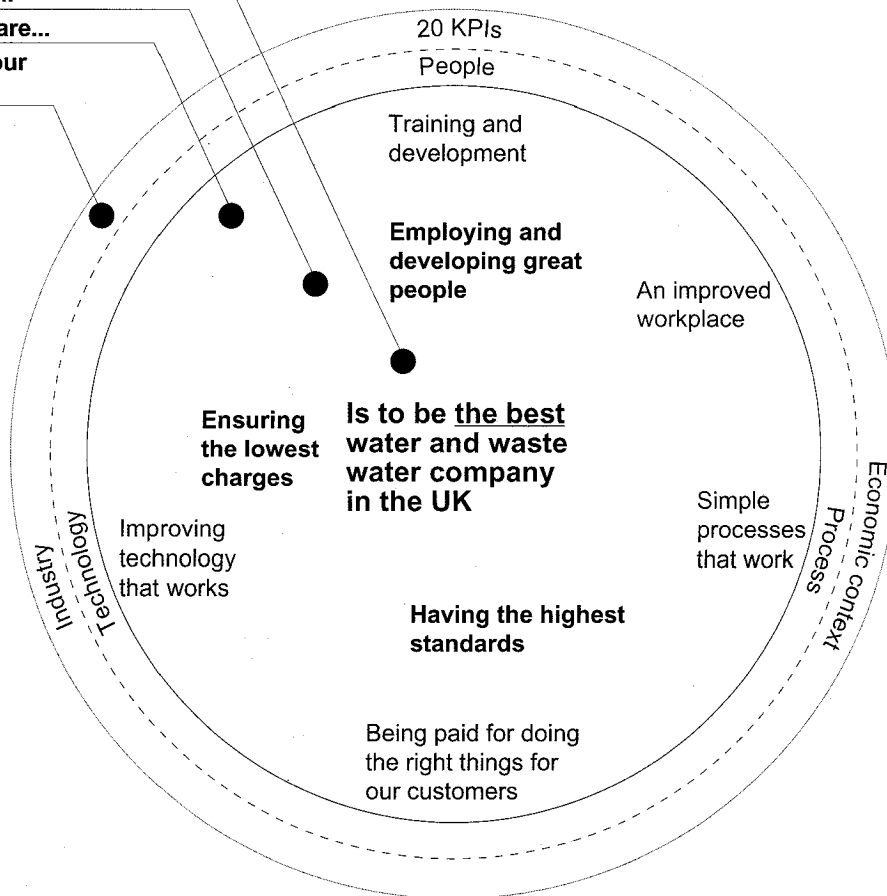 are...
our
20 KPIs
People
Training and
development
Employing and
developing great
people
An improved
workplace
Ensuring
the lowest
charges
Is to be the best
water and waste
water company
in the UK
Improving
technology
that works
Technology
Industry
Simple
processes
that work
Process
Economic context
Having the highest
standards
Being paid for doing
the right things for
our customers